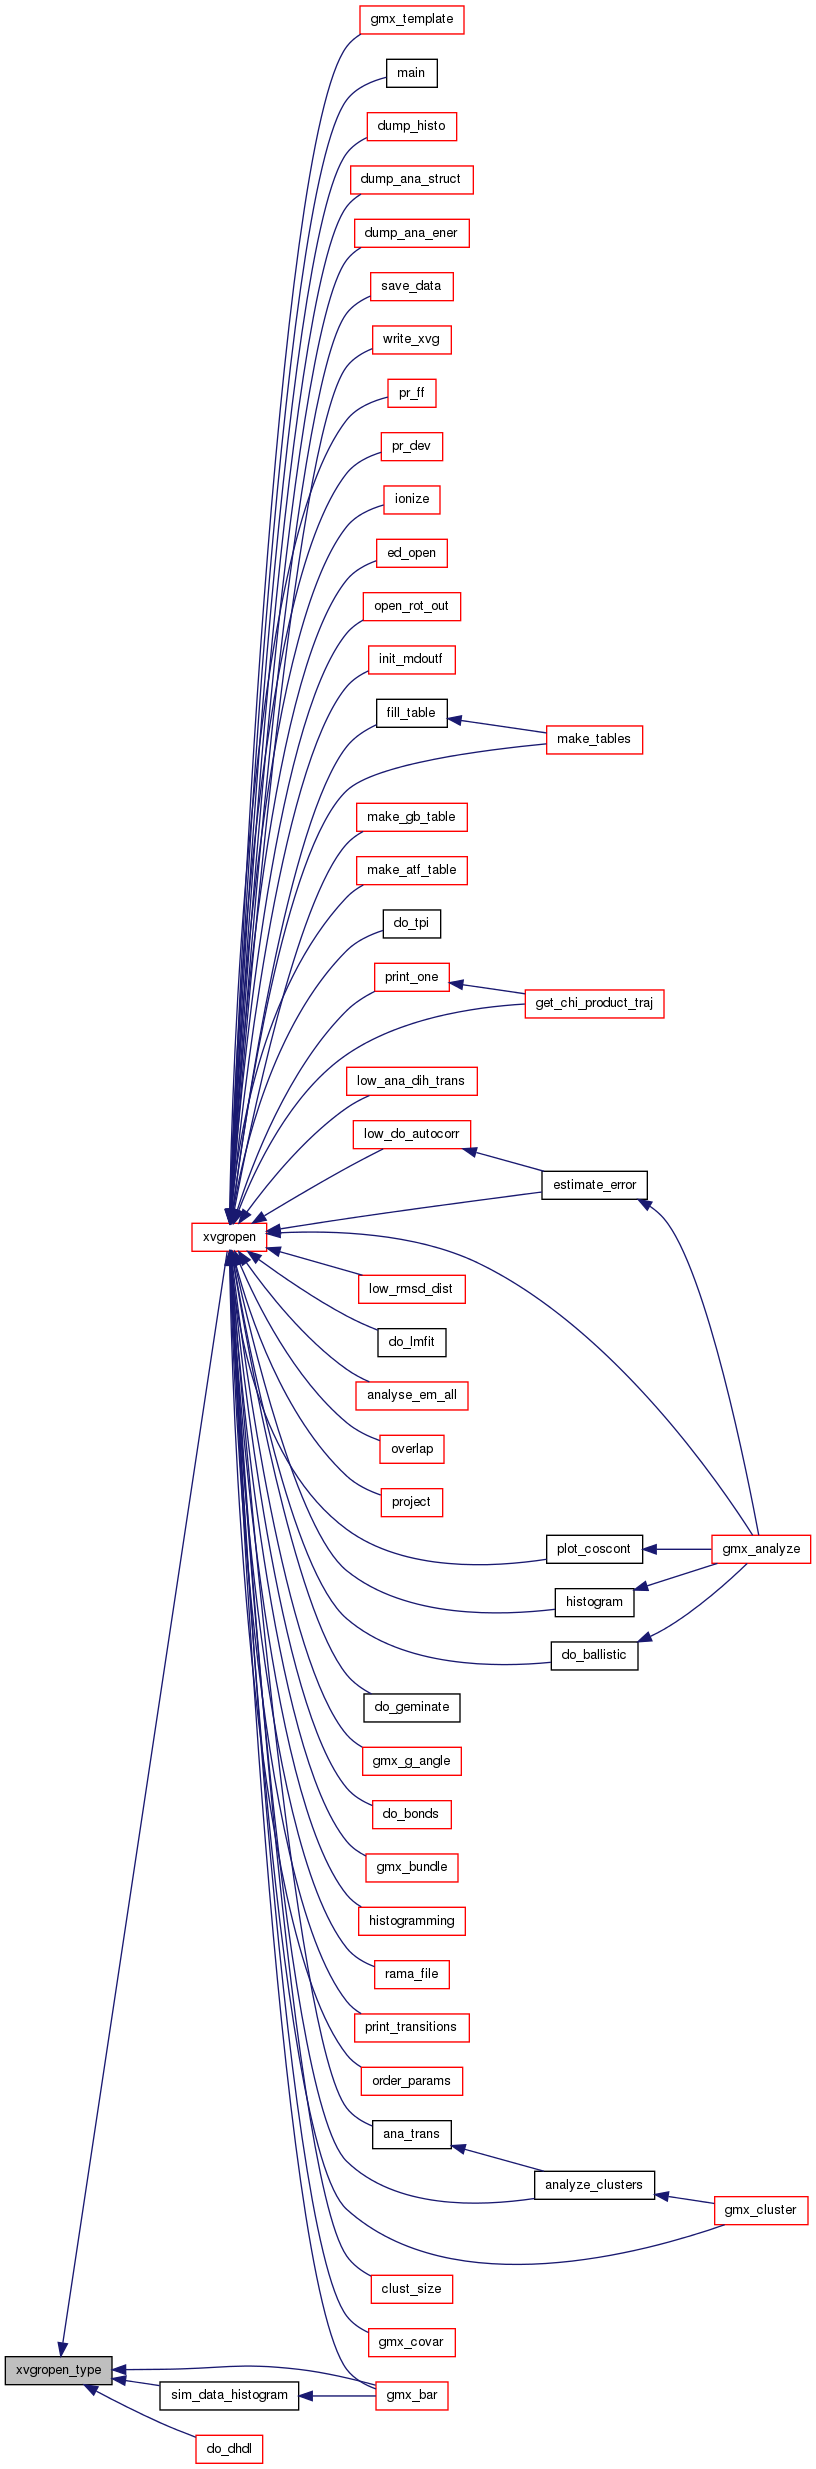 gmx_template
main
dump_histo
dump_ana_struct
dump_ana_ener
save_data
write_xvg
pr_ff
pr_dev
ionize
ed_open
open_rot_out
init_mdoutf
fill_table
make_tables
make_gb_table
make_atf_table
do_tpi
print_one
get_chi_product_traj
low_ana_dih_trans
low_do_autocorr
estimate_error
xvgropen
low_rmsd_dist
do_lmfit
analyse_em_all
overlap
project
plot_coscont
gmx_analyze
histogram
do_ballistic
do_geminate
gmx_g_angle
do_bonds
gmx_bundle
histogramming
rama_file
print_transitions
order_params
ana_trans
analyze_clusters
gmx_cluster
clust_size
gmx_covar
xvgropen_type
sim_data_histogram
gmx_bar
do_dhdl